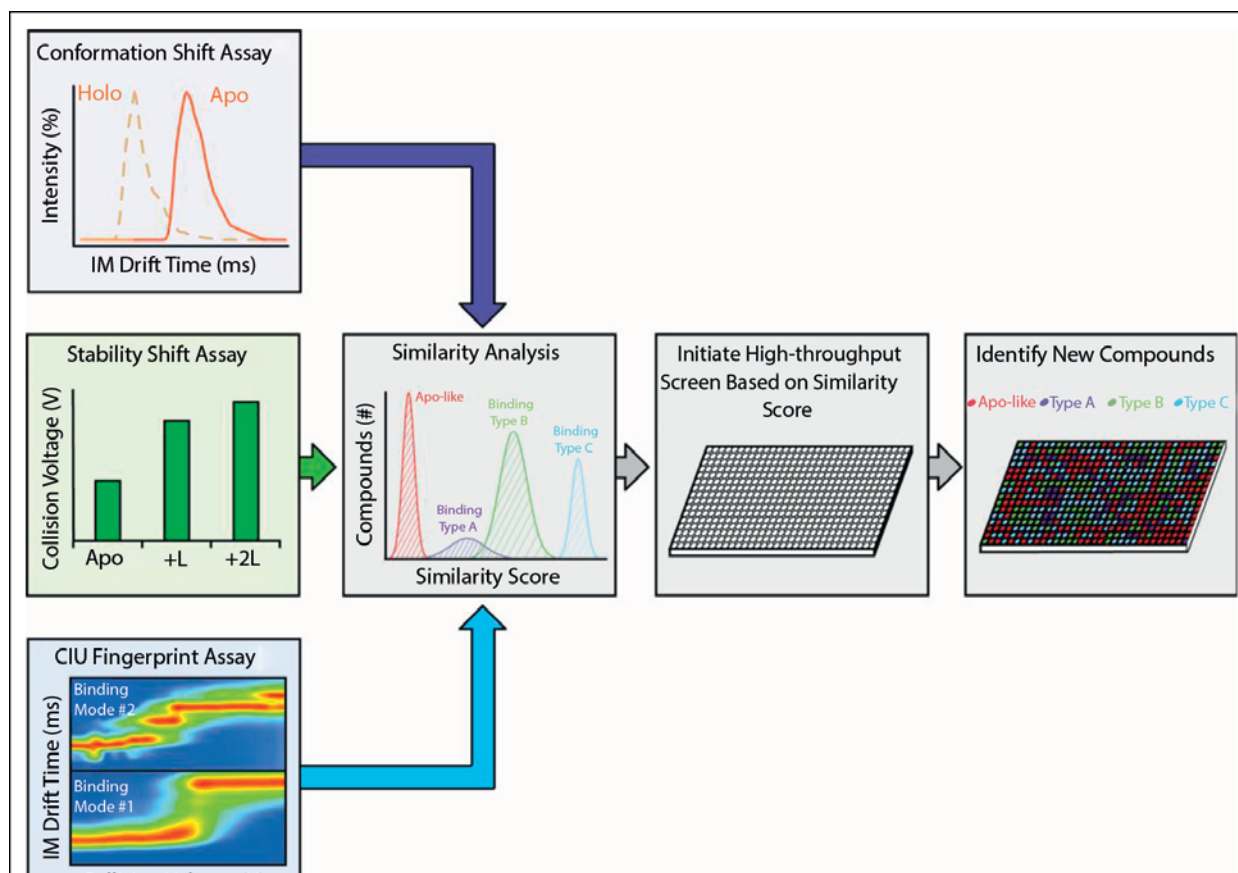 Conformation Shift Assay
Holo
Apo
Intensity (%)
IM Drift Time (ms)
Stability Shift Assay
Collision Voltage (V)
Apo
+L
+2L
CIU Fingerprint Assay
IM Drift Time (ms)
Binding
Mode #2
Binding
Mode #1
Similarity Analysis
Compounds (#)
Apo-like
Binding
Type A
Binding
Type B
Binding
Type C
Similarity Score
Initiate High-throughput
Screen Based on Similarity
Score
Identify New Compounds
Apo-like Type A Type B Type C